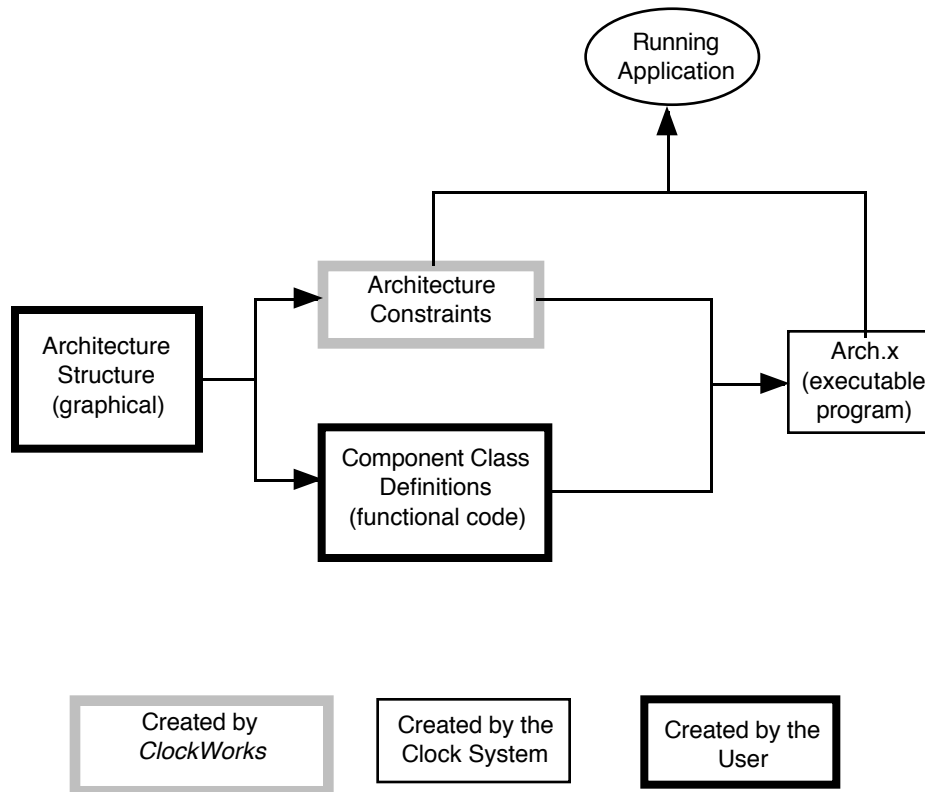 Running
Application
Architecture
Constraints
Architecture
Structure
(graphical)
Arch.x
(executable
program)
Component Class
Definitions
(functional code)
Created by
ClockWorks
Created by the
Clock System
Created by the
User